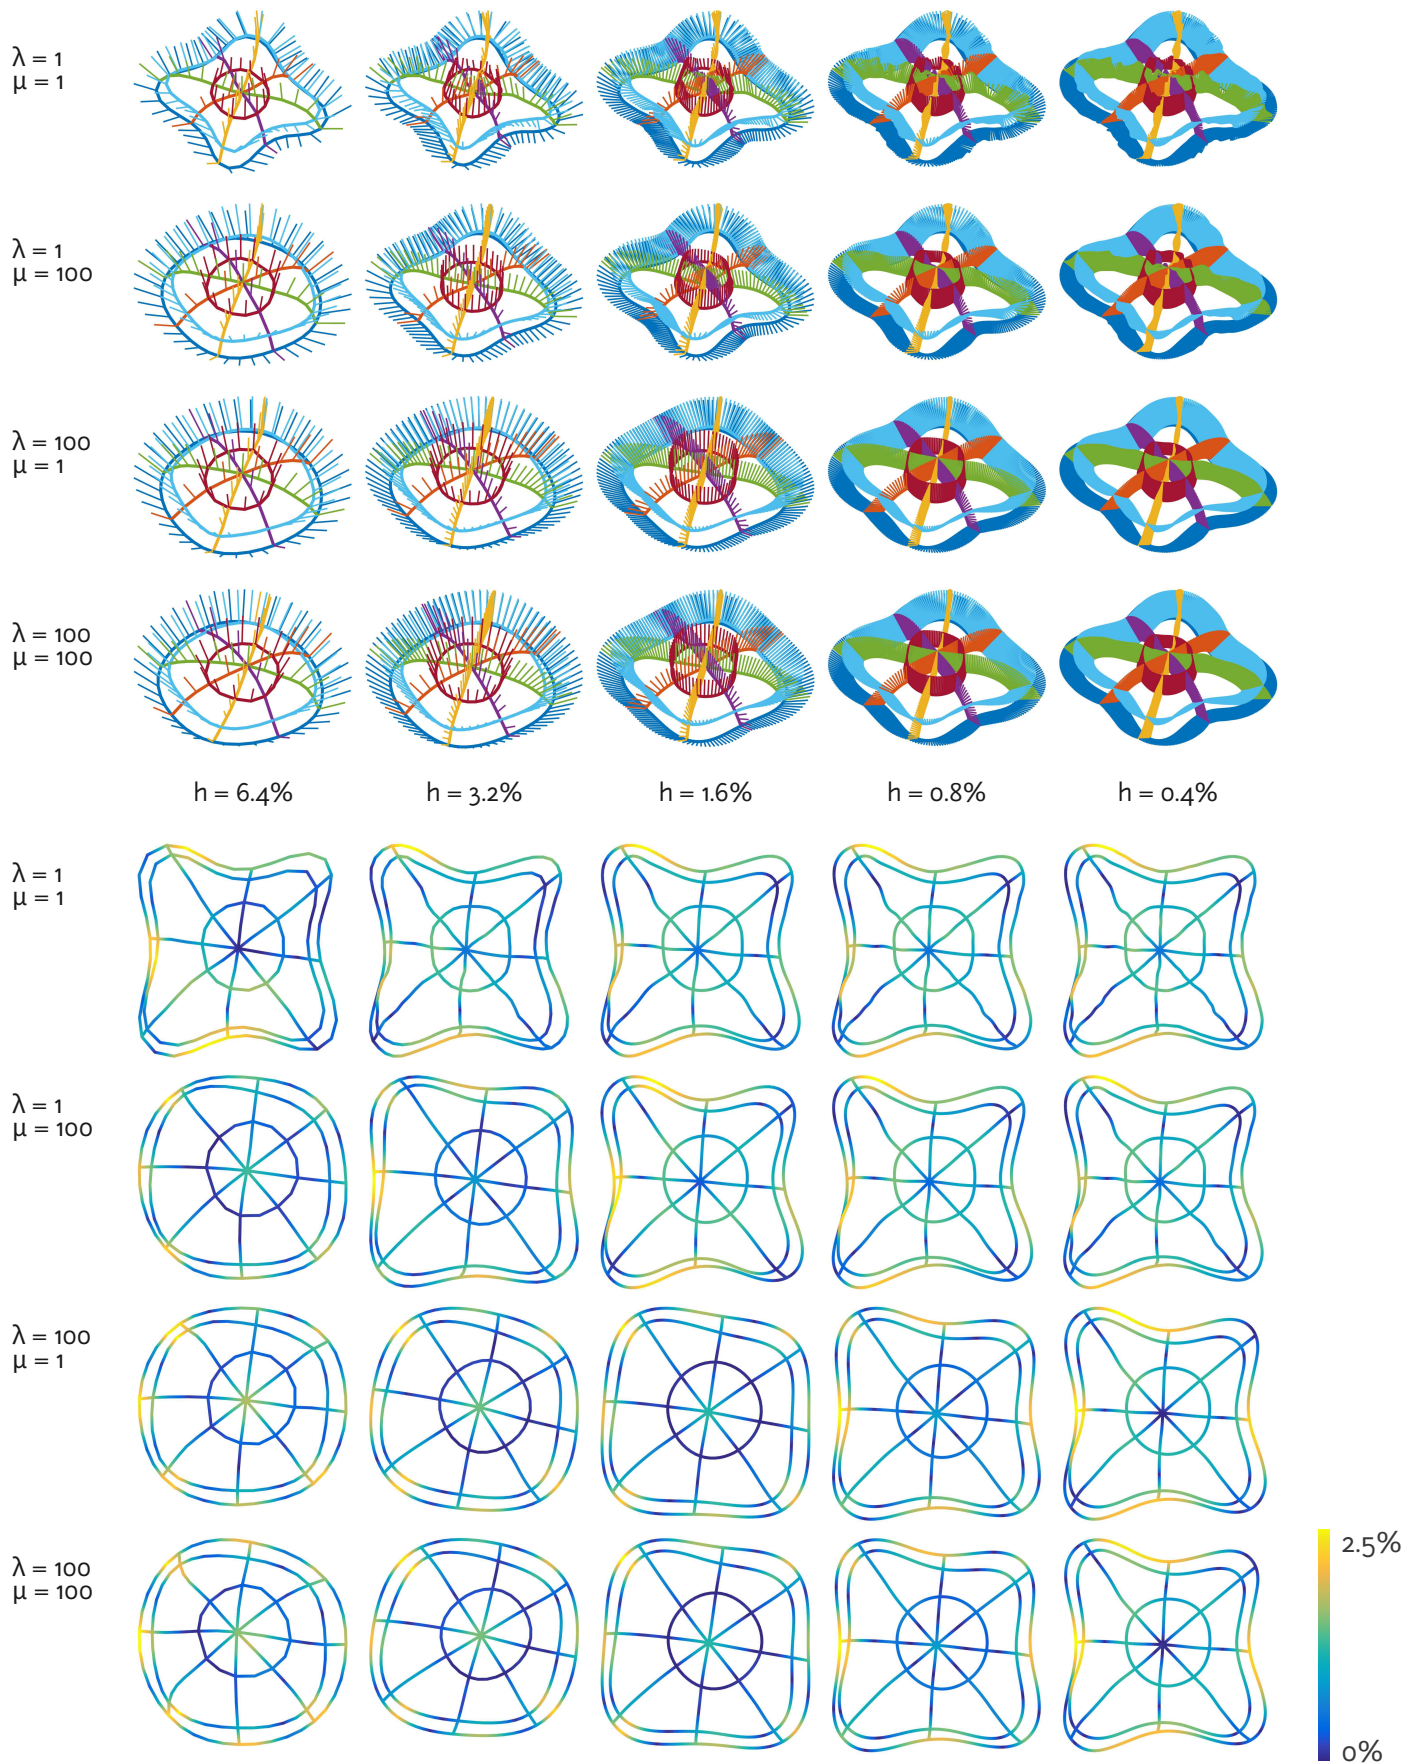 λ = 1
μ = 1
λ = 1
μ = 100
λ = 100
μ = 1
λ = 100
μ = 100
h = 6.4% h = 3.2% h = 1.6% h = 0.8% h = 0.4%
λ = 1
μ = 1
λ = 1
μ = 100
λ = 100
μ = 1
λ = 100
μ = 100
2.5%
0%